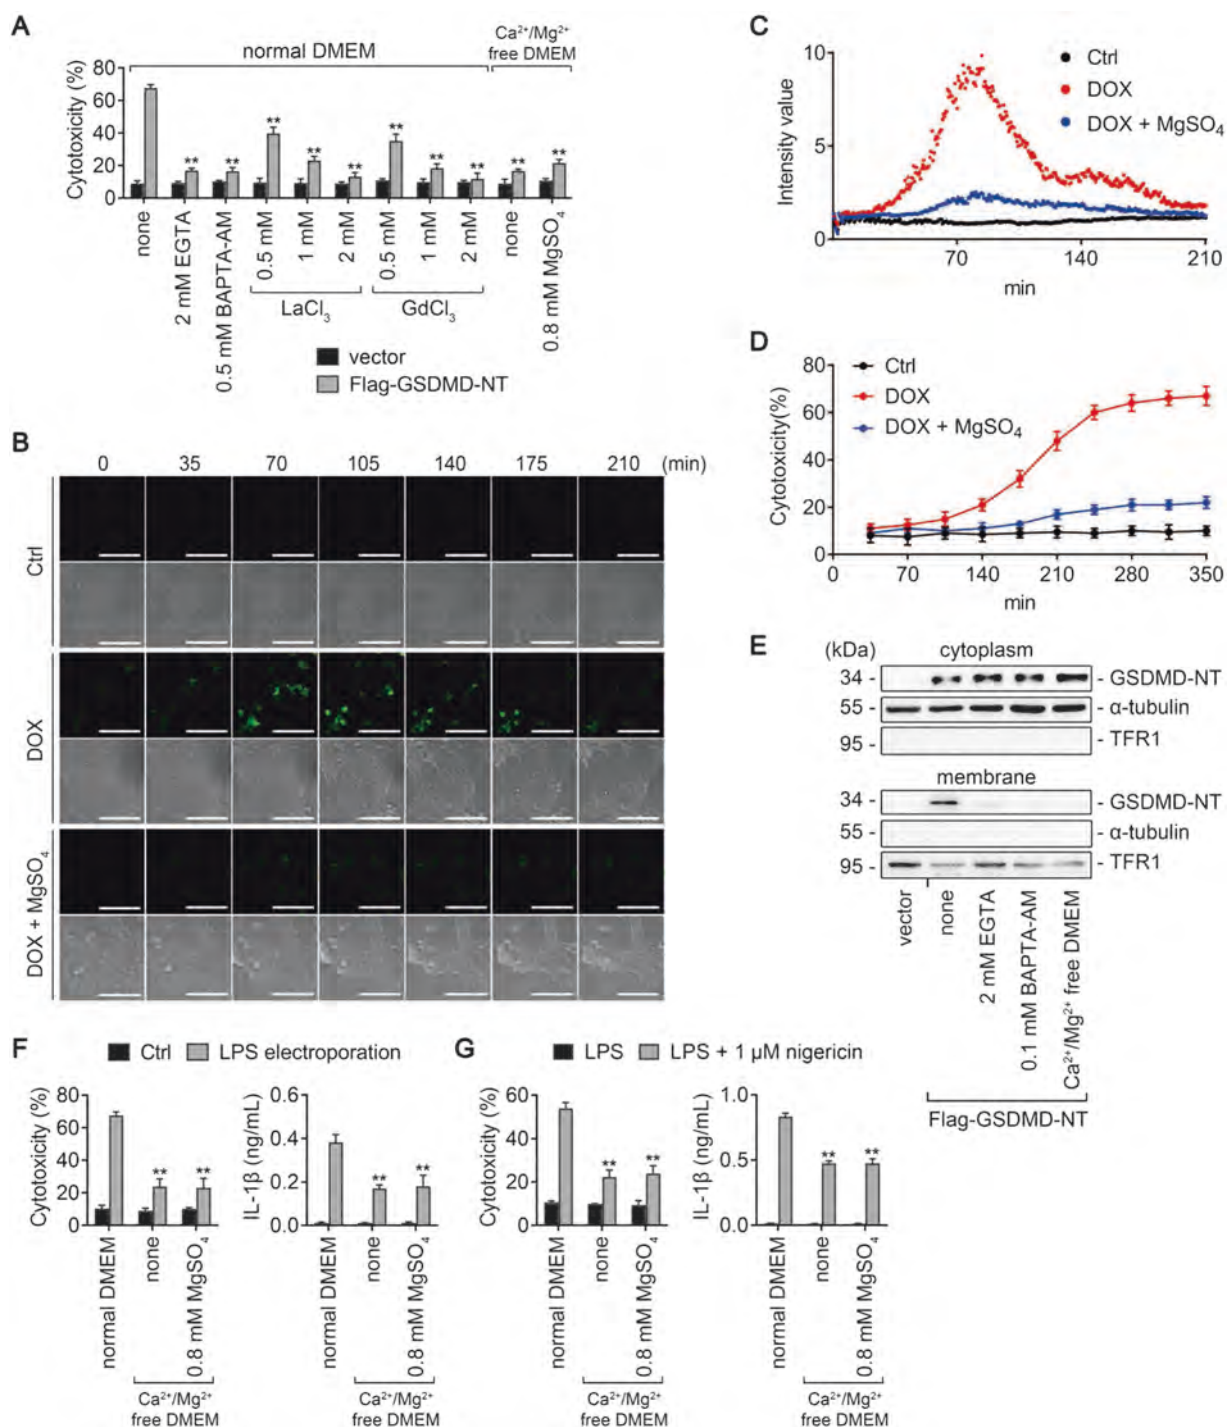 A
normal DMEM
Ca²⁺/Mg²⁺
free DMEM
Cytotoxicity (%)
80
60
40
20
0
none
2 mM EGTA
0.5 mM BAPTA-AM
0.5 mM
1 mM
2 mM
0.5 mM
1 mM
2 mM
none
0.8 mM MgSO₄
** ** ** ** ** ** ** ** ** **
LaCl₃
GdCl₃
vector
Flag-GSDMD-NT
B
0 35 70 105 140 175 210 (min)
Ctrl
DOX
DOX + MgSO₄
C
Intensity value
10
5
0
70 140 210
min
Ctrl
DOX
DOX + MgSO₄
D
Cytotoxicity(%)
80
60
40
20
0
0 70 140 210 280 350
min
Ctrl
DOX
DOX + MgSO₄
E
(kDa) cytoplasm
34 - - GSDMD-NT
55 - - α-tubulin
95 - - TFR1
membrane
34 - - GSDMD-NT
55 - - α-tubulin
95 - - TFR1
vector
none
2 mM EGTA
0.1 mM BAPTA-AM
Ca²⁺/Mg²⁺ free DMEM
Flag-GSDMD-NT
F
Ctrl LPS electroporation
Cytotoxicity (%)
80
60
40
20
0
** **
normal DMEM
none
0.8 mM MgSO₄
Ca²⁺/Mg²⁺
free DMEM
IL-1β (ng/mL)
0.6
0.4
0.2
0.0
** **
normal DMEM
none
0.8 mM MgSO₄
Ca²⁺/Mg²⁺
free DMEM
G
LPS LPS + 1 μM nigericin
Cytotoxicity (%)
60
40
20
0
** **
normal DMEM
none
0.8 mM MgSO₄
Ca²⁺/Mg²⁺
free DMEM
IL-1β (ng/mL)
1.0
0.5
0.0
** **
normal DMEM
none
0.8 mM MgSO₄
Ca²⁺/Mg²⁺
free DMEM